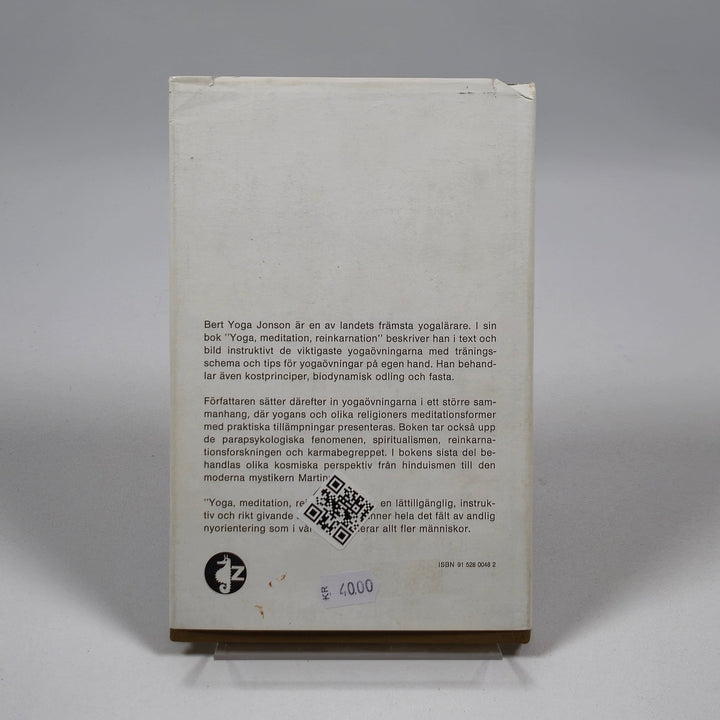 Bert Yoga Jonson är en av landets främsta yogalärare. I sin
bok "Yoga, meditation, reinkarnation" beskriver han i text och
bild instruktivt de viktigaste yogaövningarna med tränings-
schema och tips för yogaövningar på egen hand. Han behand-
lar även kostprinciper, biodynamisk odling och fasta.
Författaren sätter därefter in yogaövningarna i ett större sam-
manhang, där yogans och olika religioners meditationsformer
med praktiska tillämpningar presenteras. Boken tar också upp
de parapsykologiska fenomenen, spiritualismen, reinkarna-
tionsforskningen och karmabegreppet. I bokens sista del be-
handlas olika kosmiska perspektiv från hinduismen till den
moderna mystikern
"Yoga, meditation, en lättillgänglig, instruk-
tiv och rikt givande hela det fält av andlig
nyorientering som i allt fler människor.
Z
ISBN 91 528 0048 2
KR 40.00